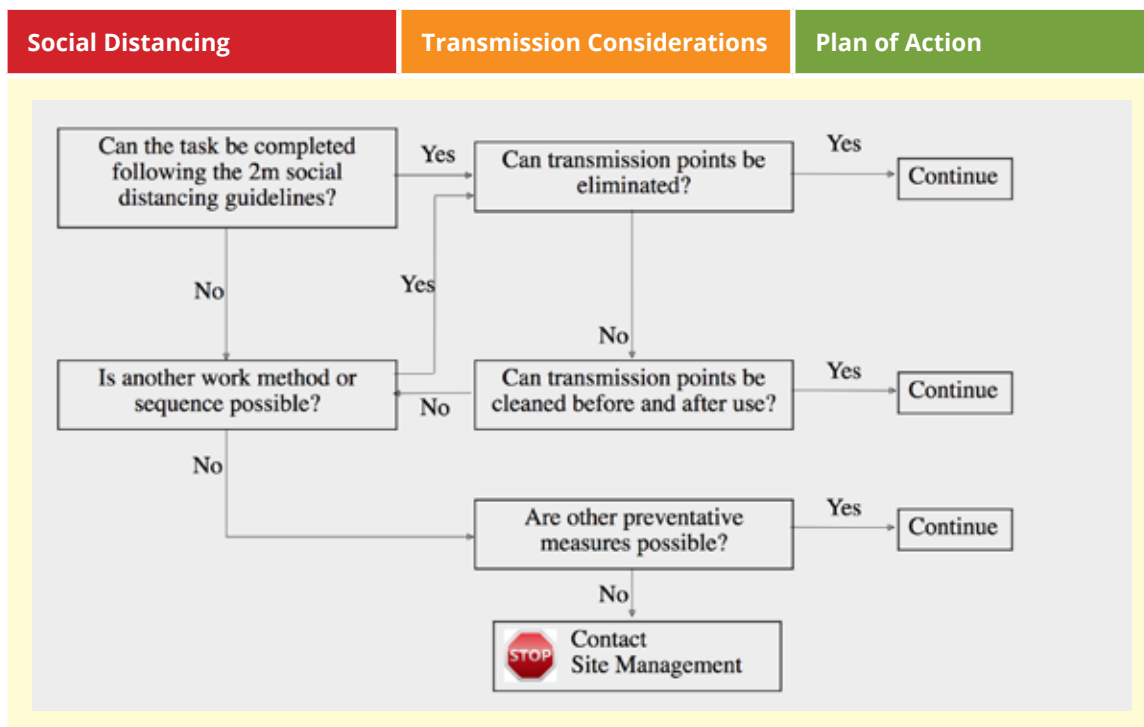 Social Distancing
Transmission Considerations
Plan of Action
Can the task be completed
following the 2m social
distancing guidelines?
Yes
Can transmission points be
eliminated?
Yes
Continue
No
Yes
No
Is another work method or
sequence possible?
No
Can transmission points be
cleaned before and after use?
Yes
Continue
No
Are other preventative
measures possible?
Yes
Continue
No
STOP
Contact
Site Management